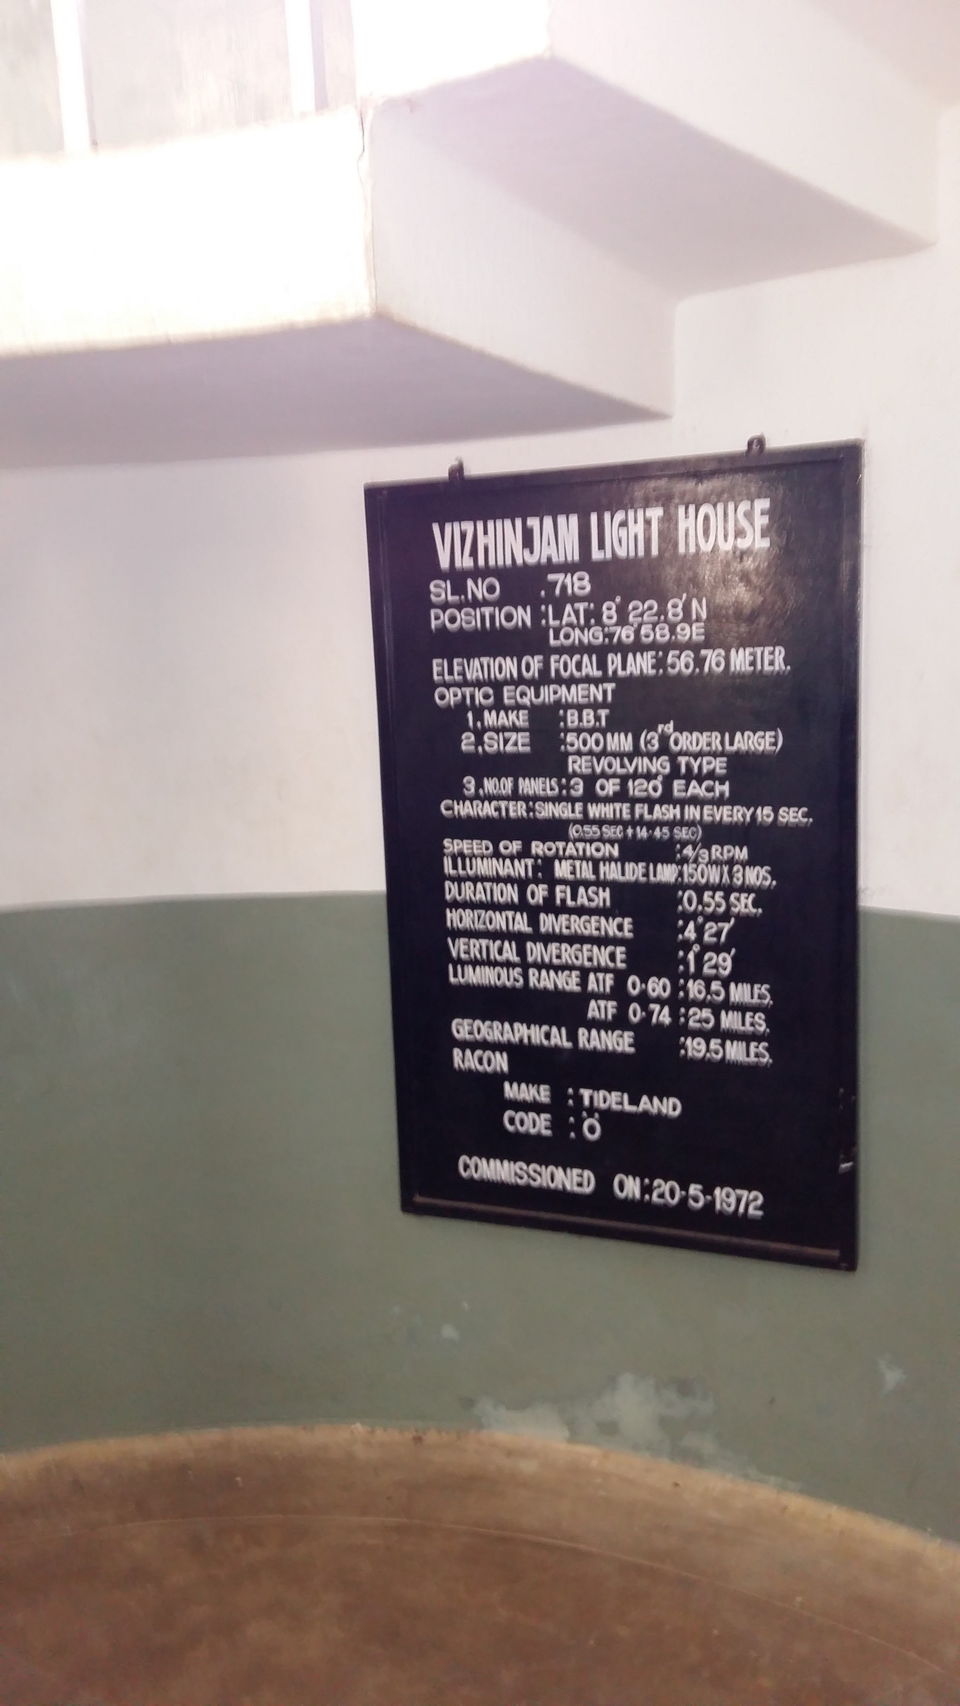 VIZHINJAM LIGHT HOUSE
SL.NO : 718
POSITION : LAT: 8° 22.8' N
LONG: 76° 58.9E
ELEVATION OF FOCAL PLANE: 56.76 METER.
OPTIC EQUIPMENT
1. MAKE : B.B.T
2. SIZE : 500 MM (3rd ORDER LARGE)
REVOLVING TYPE
3. NO.OF PANELS : 3 OF 120° EACH
CHARACTER: SINGLE WHITE FLASH IN EVERY 15 SEC.
(0.55 SEC + 14.45 SEC)
SPEED OF ROTATION : 4/3 RPM
ILLUMINANT: METAL HALIDE LAMP: 150W X 3 NOS.
DURATION OF FLASH : 0.55 SEC.
HORIZONTAL DIVERGENCE : 4° 27'
VERTICAL DIVERGENCE : 1° 29'
LUMINOUS RANGE ATF 0.60 : 16.5 MILES.
ATF 0.74 : 25 MILES.
GEOGRAPHICAL RANGE : 19.5 MILES.
RACON
MAKE : TIDELAND
CODE : Ö
COMMISSIONED ON: 20-5-1972